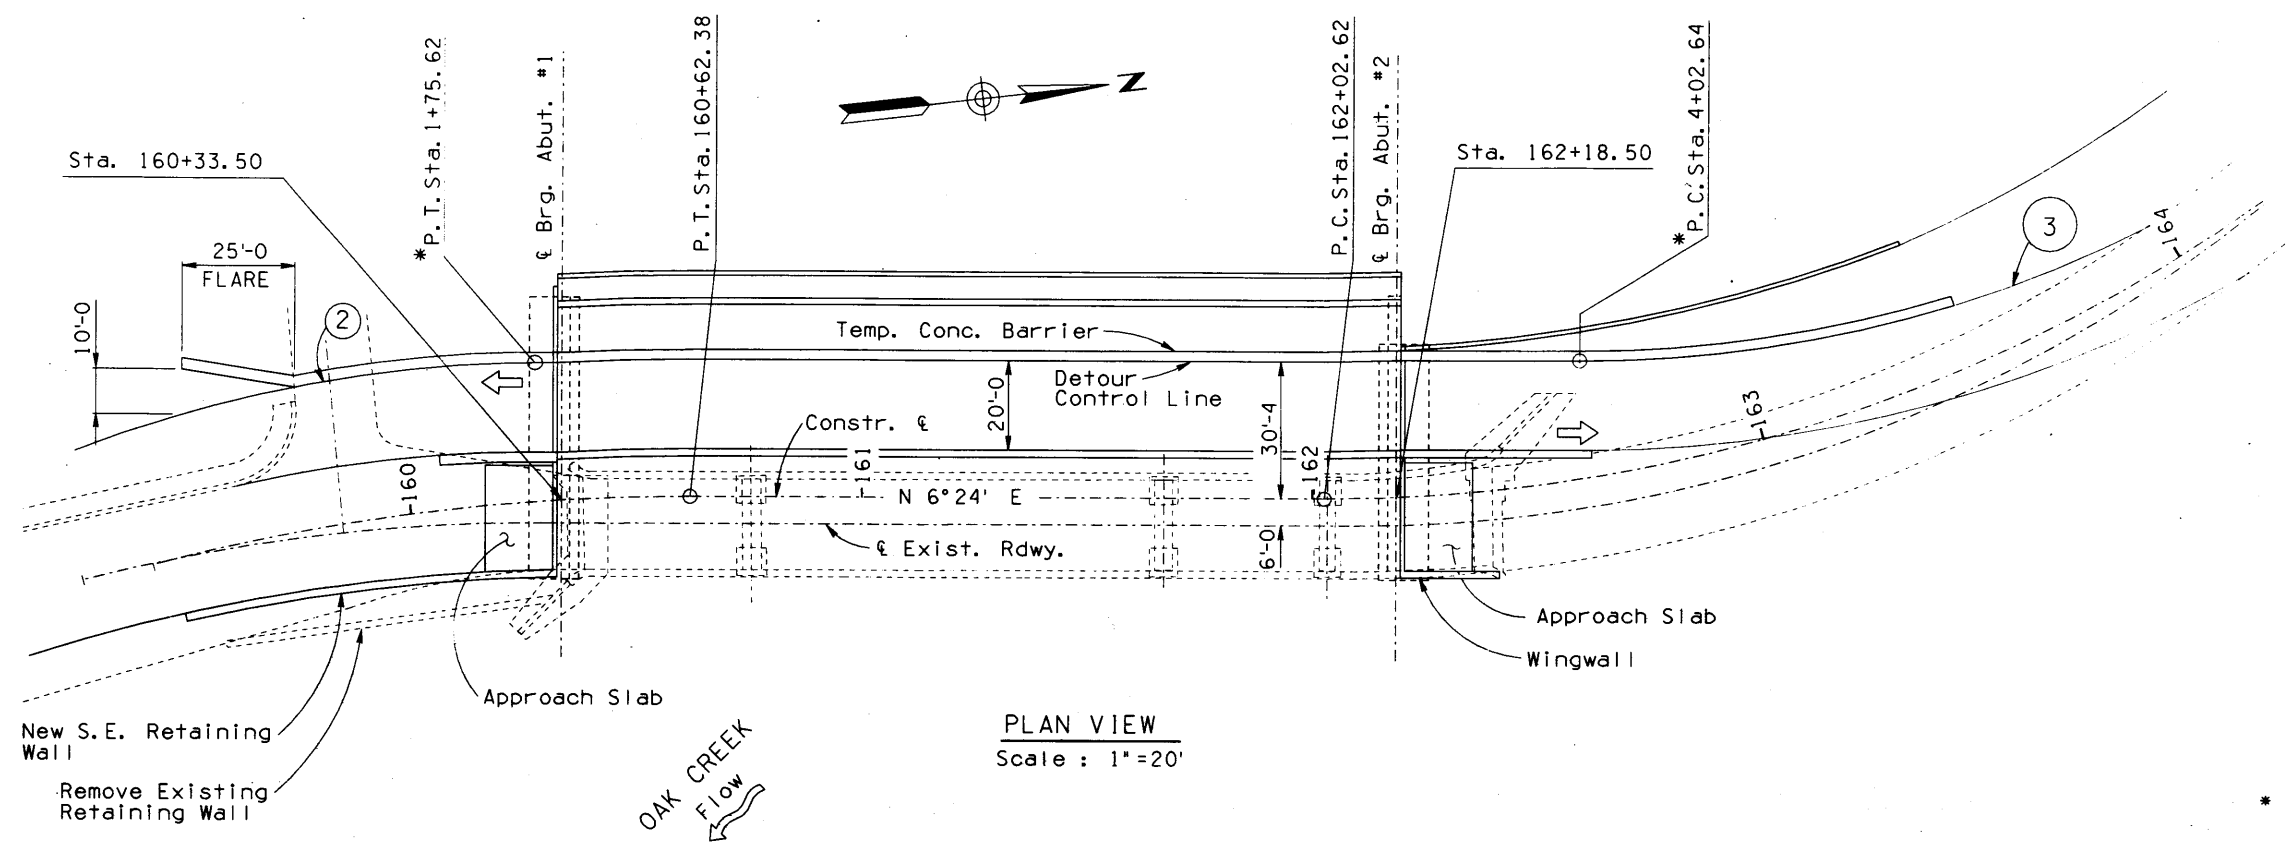 *P.T. Sta. 1+75.62
℄ Brg. Abut. #1
P.T. Sta. 160+62.38
N
P.C. Sta. 162+02.62
℄ Brg. Abut. #2
*P.C. Sta. 4+02.64
Sta. 160+33.50
Sta. 162+18.50
25'-0
FLARE
10'-0
2
3
-164
Temp. Conc. Barrier
Detour
Control Line
20'-0
30'-4
Constr. ℄
-163
-160
-161
-162
N 6°24' E
℄ Exist. Rdwy.
6'-0
Approach Slab
Wingwall
Approach Slab
New S.E. Retaining
Wall
Remove Existing
Retaining Wall
OAK CREEK
Flow
PLAN VIEW
Scale : 1"=20'
*